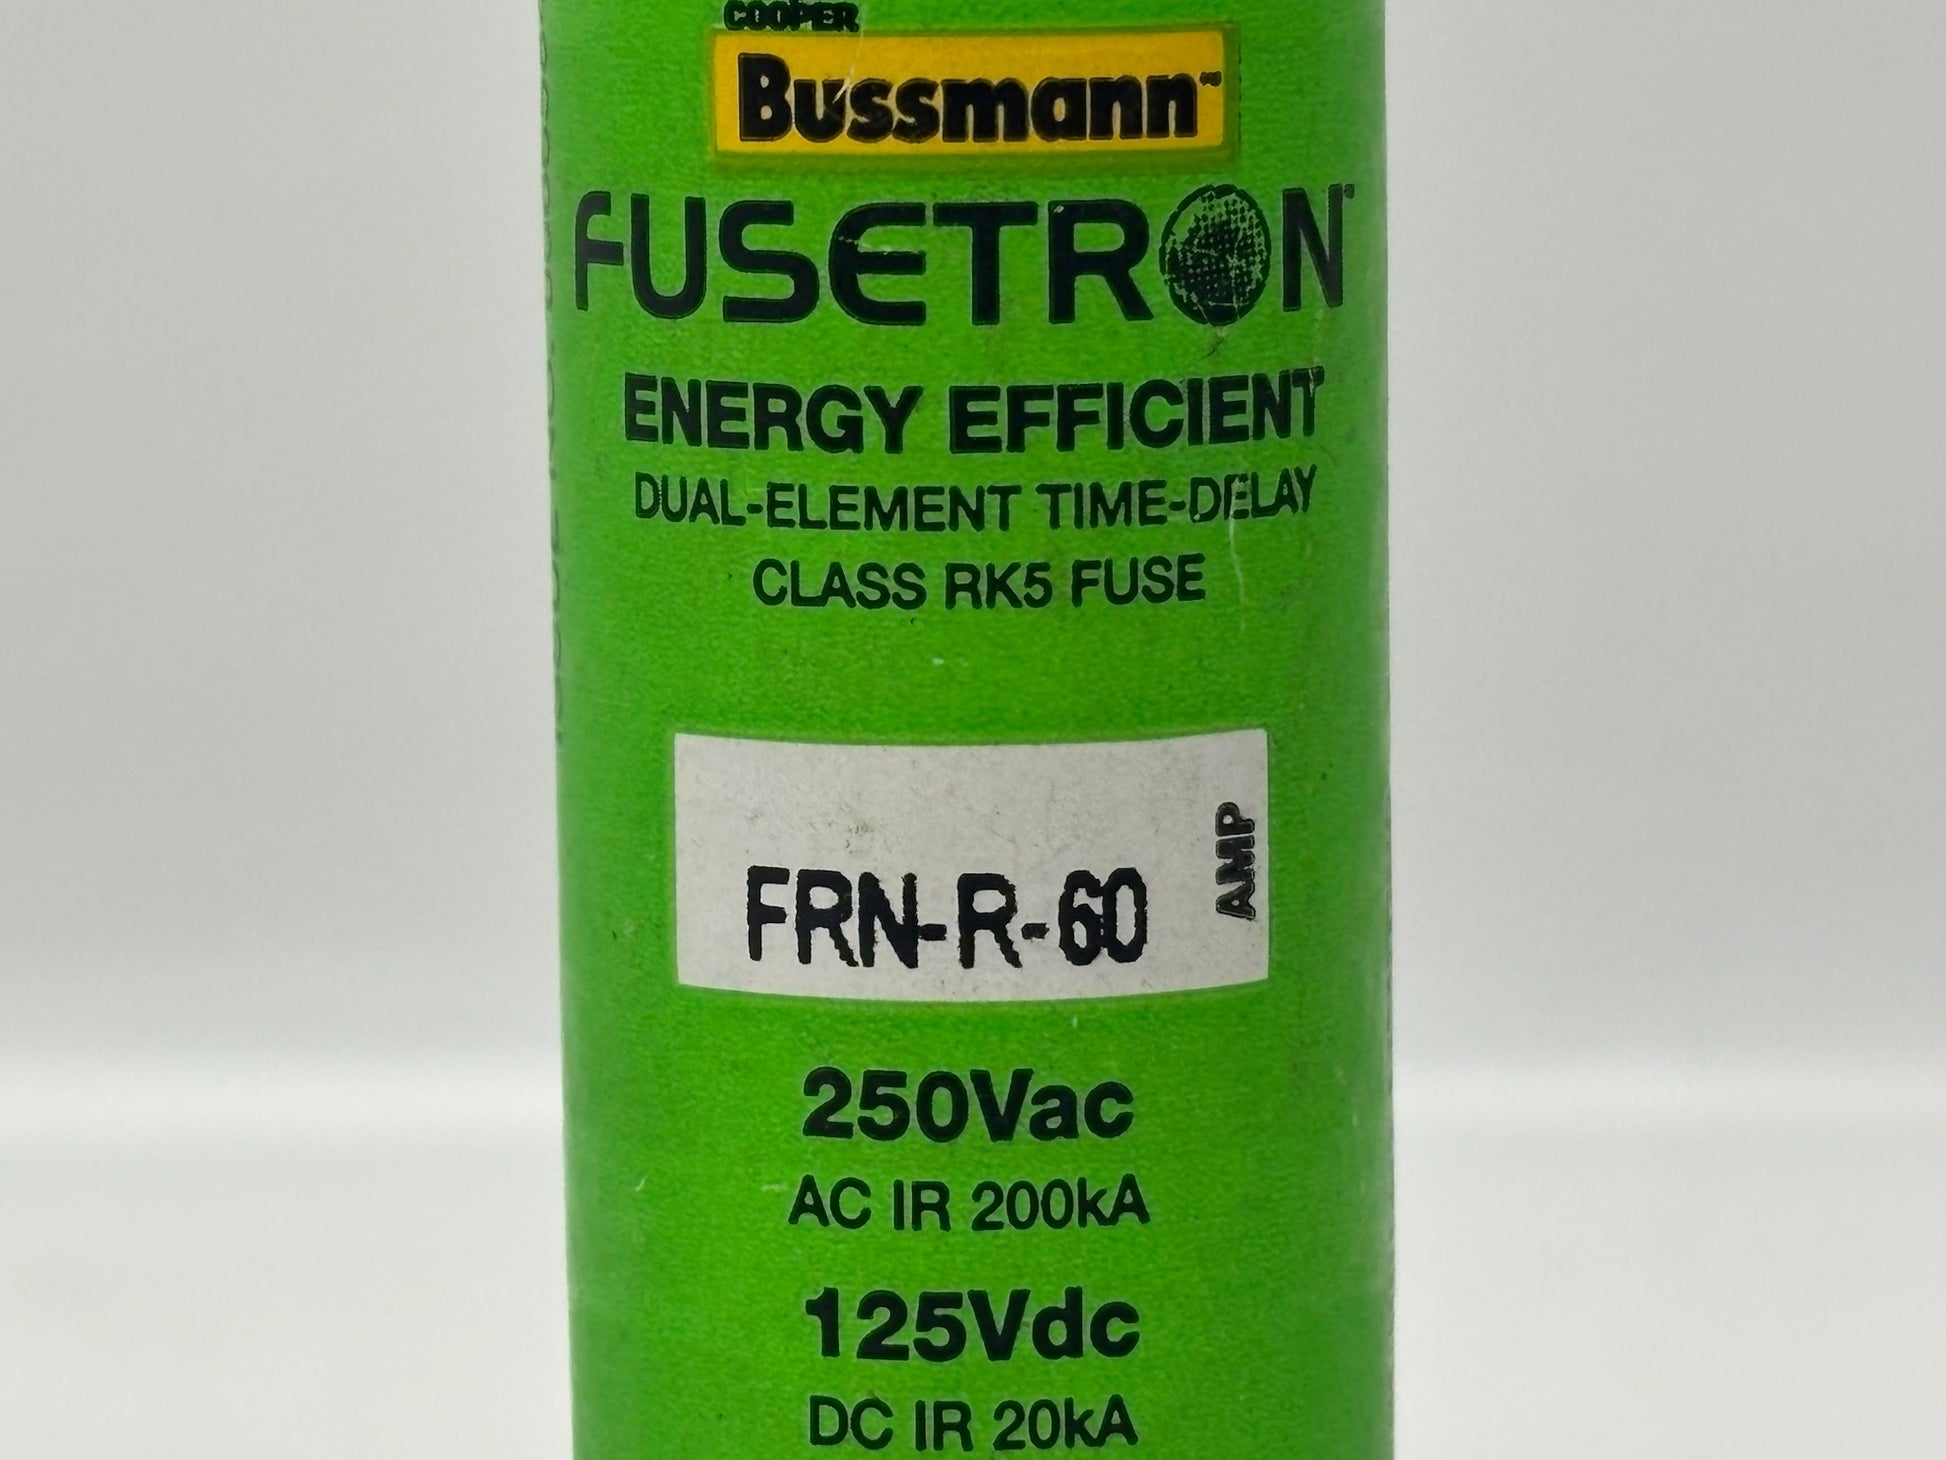 COOPER
Bussmann™
FUSETRON
ENERGY EFFICIENT
DUAL-ELEMENT TIME-DELAY
CLASS RK5 FUSE
FRN-R-60
AMP
250Vac
AC IR 200kA
125Vdc
DC IR 20kA